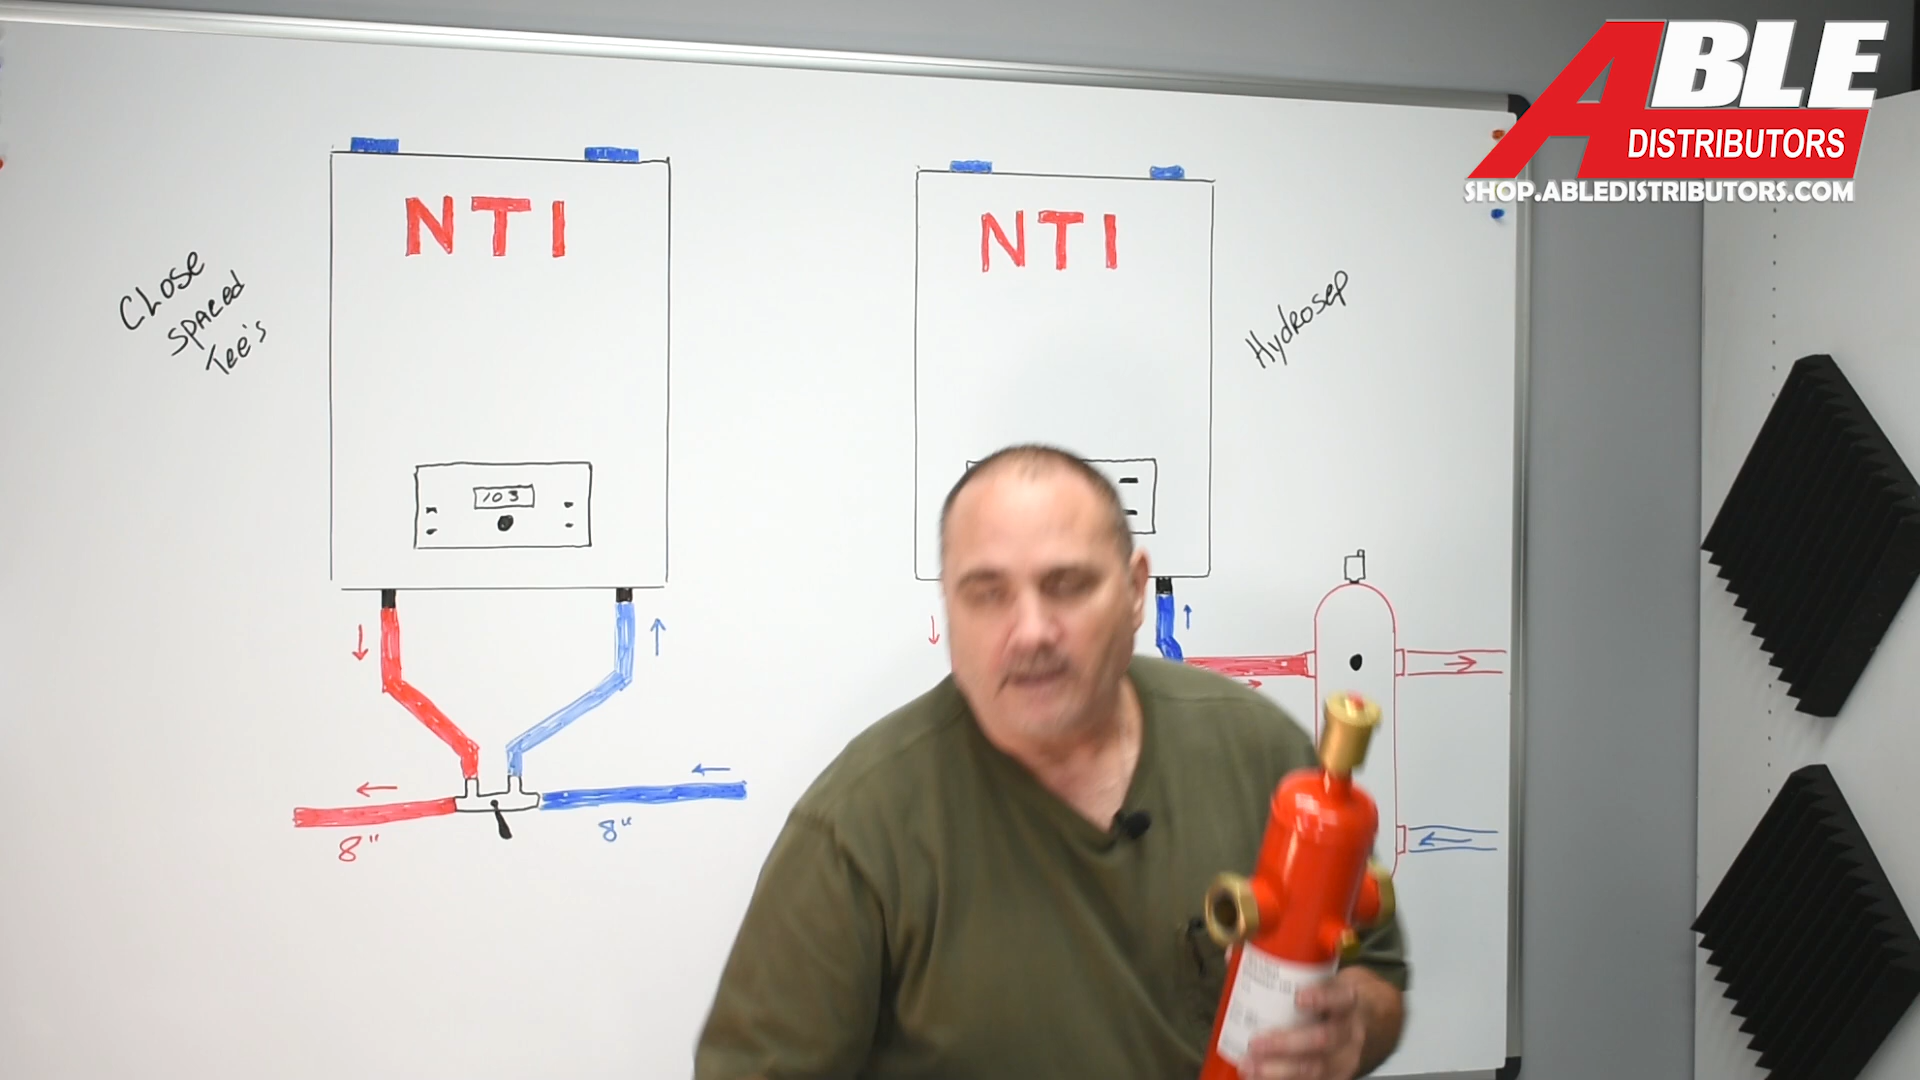 ABLE
DISTRIBUTORS
SHOP.ABLEDISTRIBUTORS.COM
NTI
NTI
Close
spaced
Tee's
Hydrosep
103
8"
8"